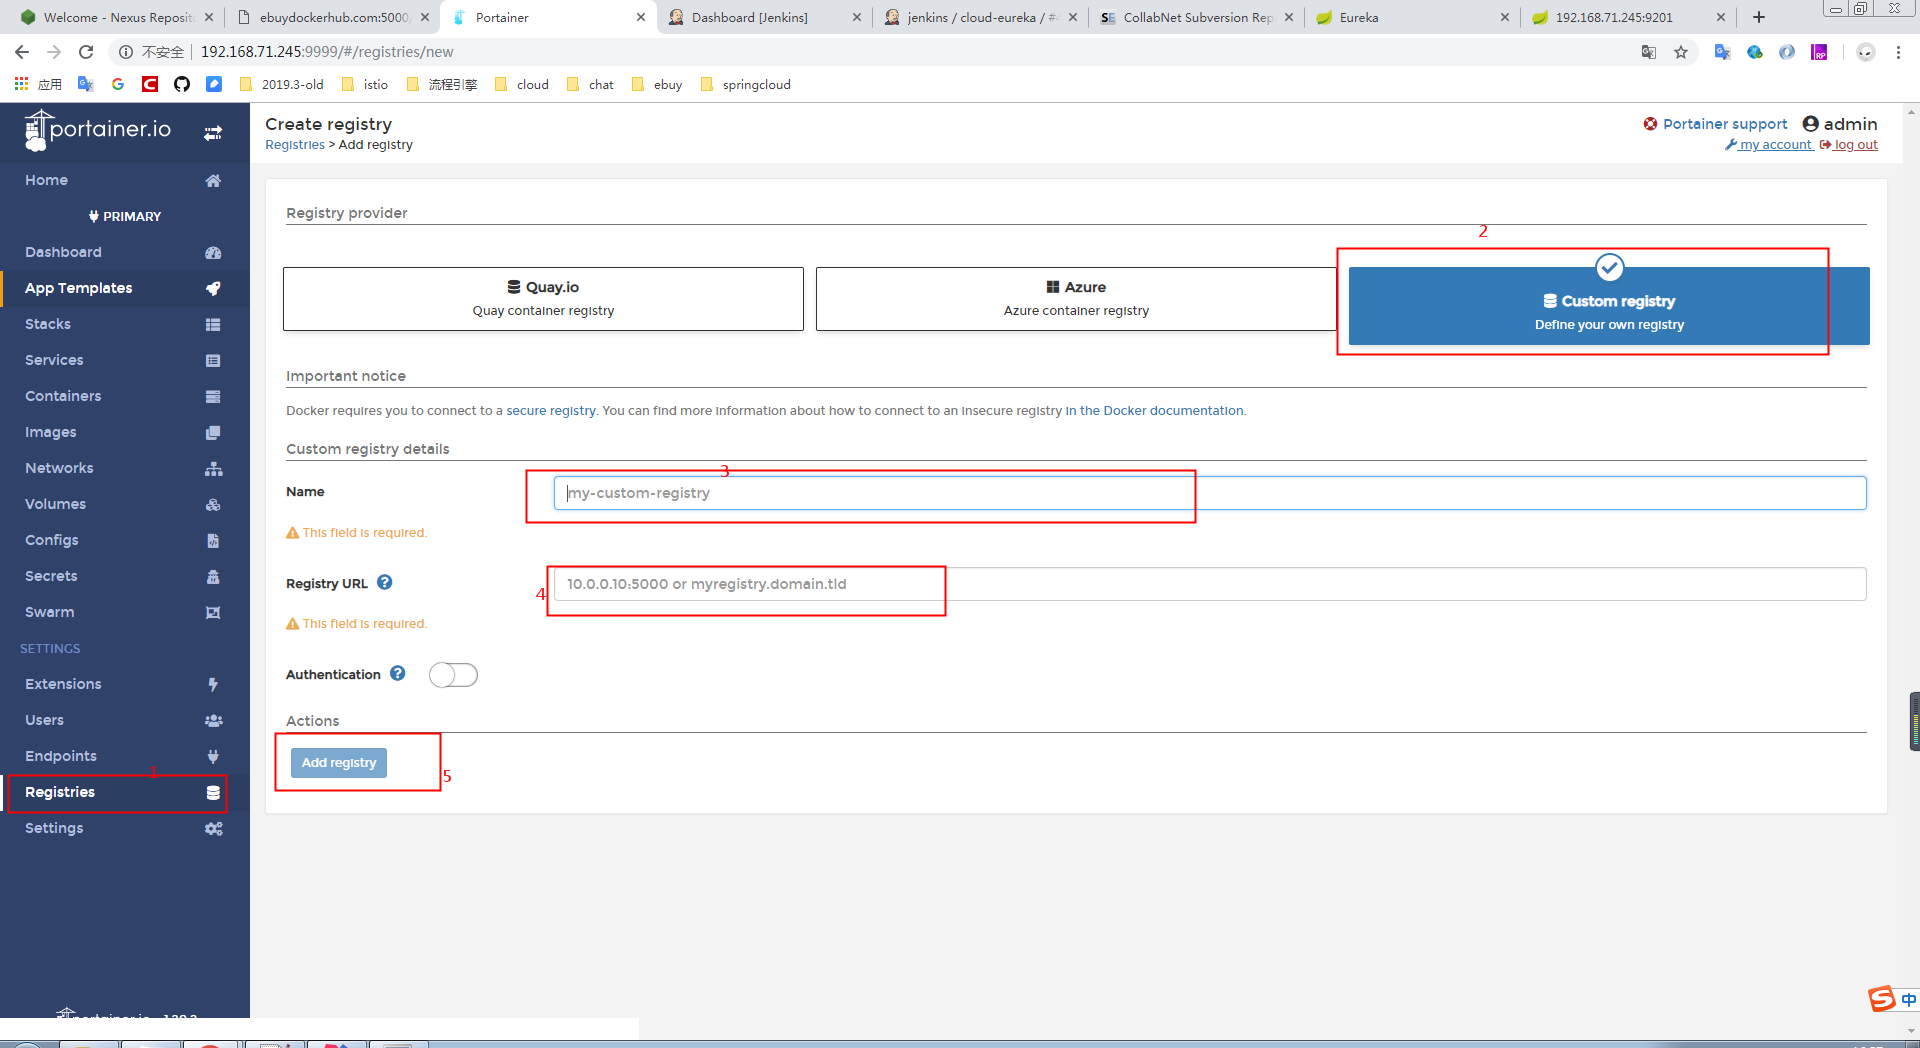 Welcome - Nexus Reposit
ebuydockerhub.com:5000/
Portainer
Dashboard [Jenkins]
jenkins / cloud-eureka / #4
CollabNet Subversion Rep
Eureka
192.168.71.245:9201
不安全
192.168.71.245:9999/#/registries/new
应用
2019.3-old
istio
流程引擎
cloud
chat
ebuy
springcloud
portainer.io
Home
PRIMARY
Dashboard
App Templates
Stacks
Services
Containers
Images
Networks
Volumes
Configs
Secrets
Swarm
SETTINGS
Extensions
Users
Endpoints
1
Registries
Settings
Create registry
Registries > Add registry
Portainer support
admin
my account
log out
Registry provider
2
Quay.io
Quay container registry
Azure
Azure container registry
Custom registry
Define your own registry
Important notice
Docker requires you to connect to a secure registry. You can find more information about how to connect to an insecure registry in the Docker documentation.
Custom registry details
3
Name
my-custom-registry
This field is required.
Registry URL
4
10.0.0.10:5000 or myregistry.domain.tld
This field is required.
Authentication
Actions
Add registry
5
中